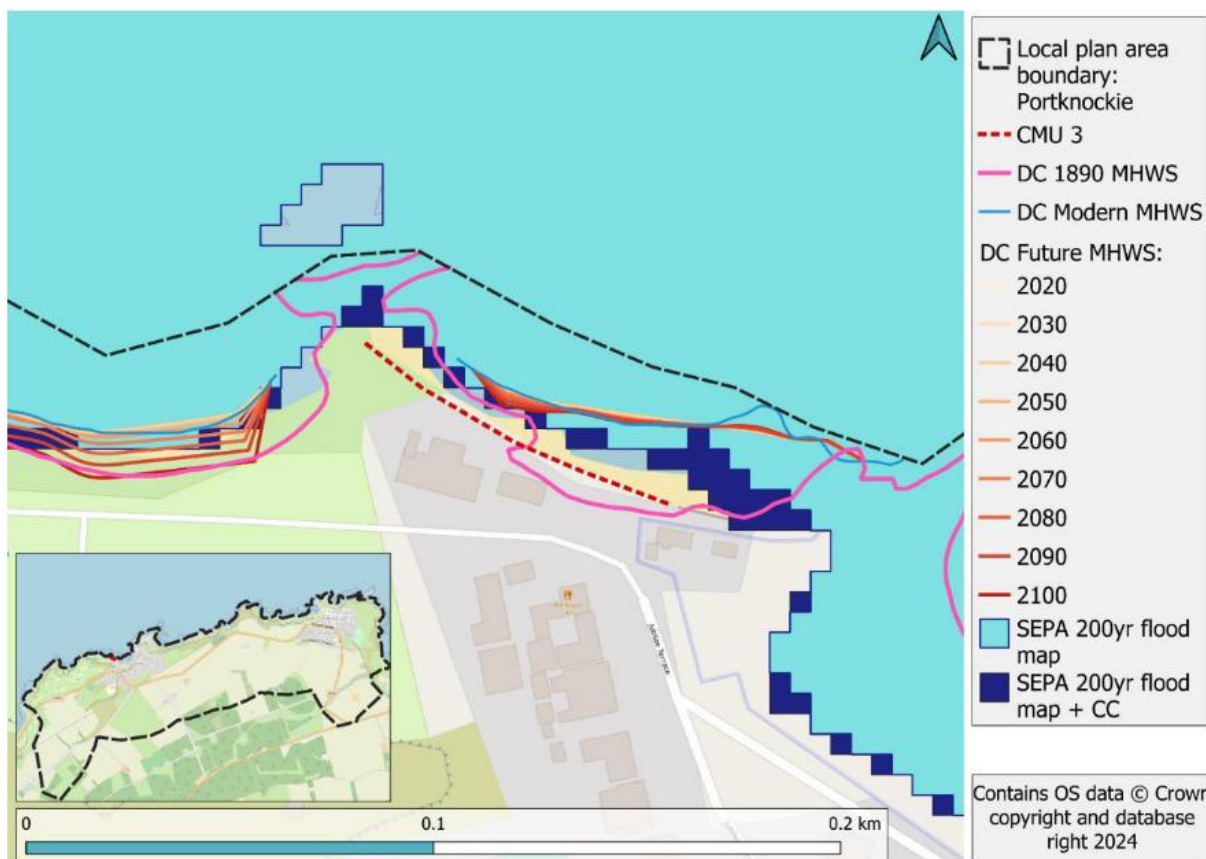 Local plan area
boundary:
Portknockie
CMU 3
DC 1890 MHWS
DC Modern MHWS
DC Future MHWS:
2020
2030
2040
2050
2060
2070
2080
2090
2100
SEPA 200yr flood
map
SEPA 200yr flood
map + CC
Contains OS data © Crown
copyright and database
right 2024
Jubilee Terrace
0
0.1
0.2 km